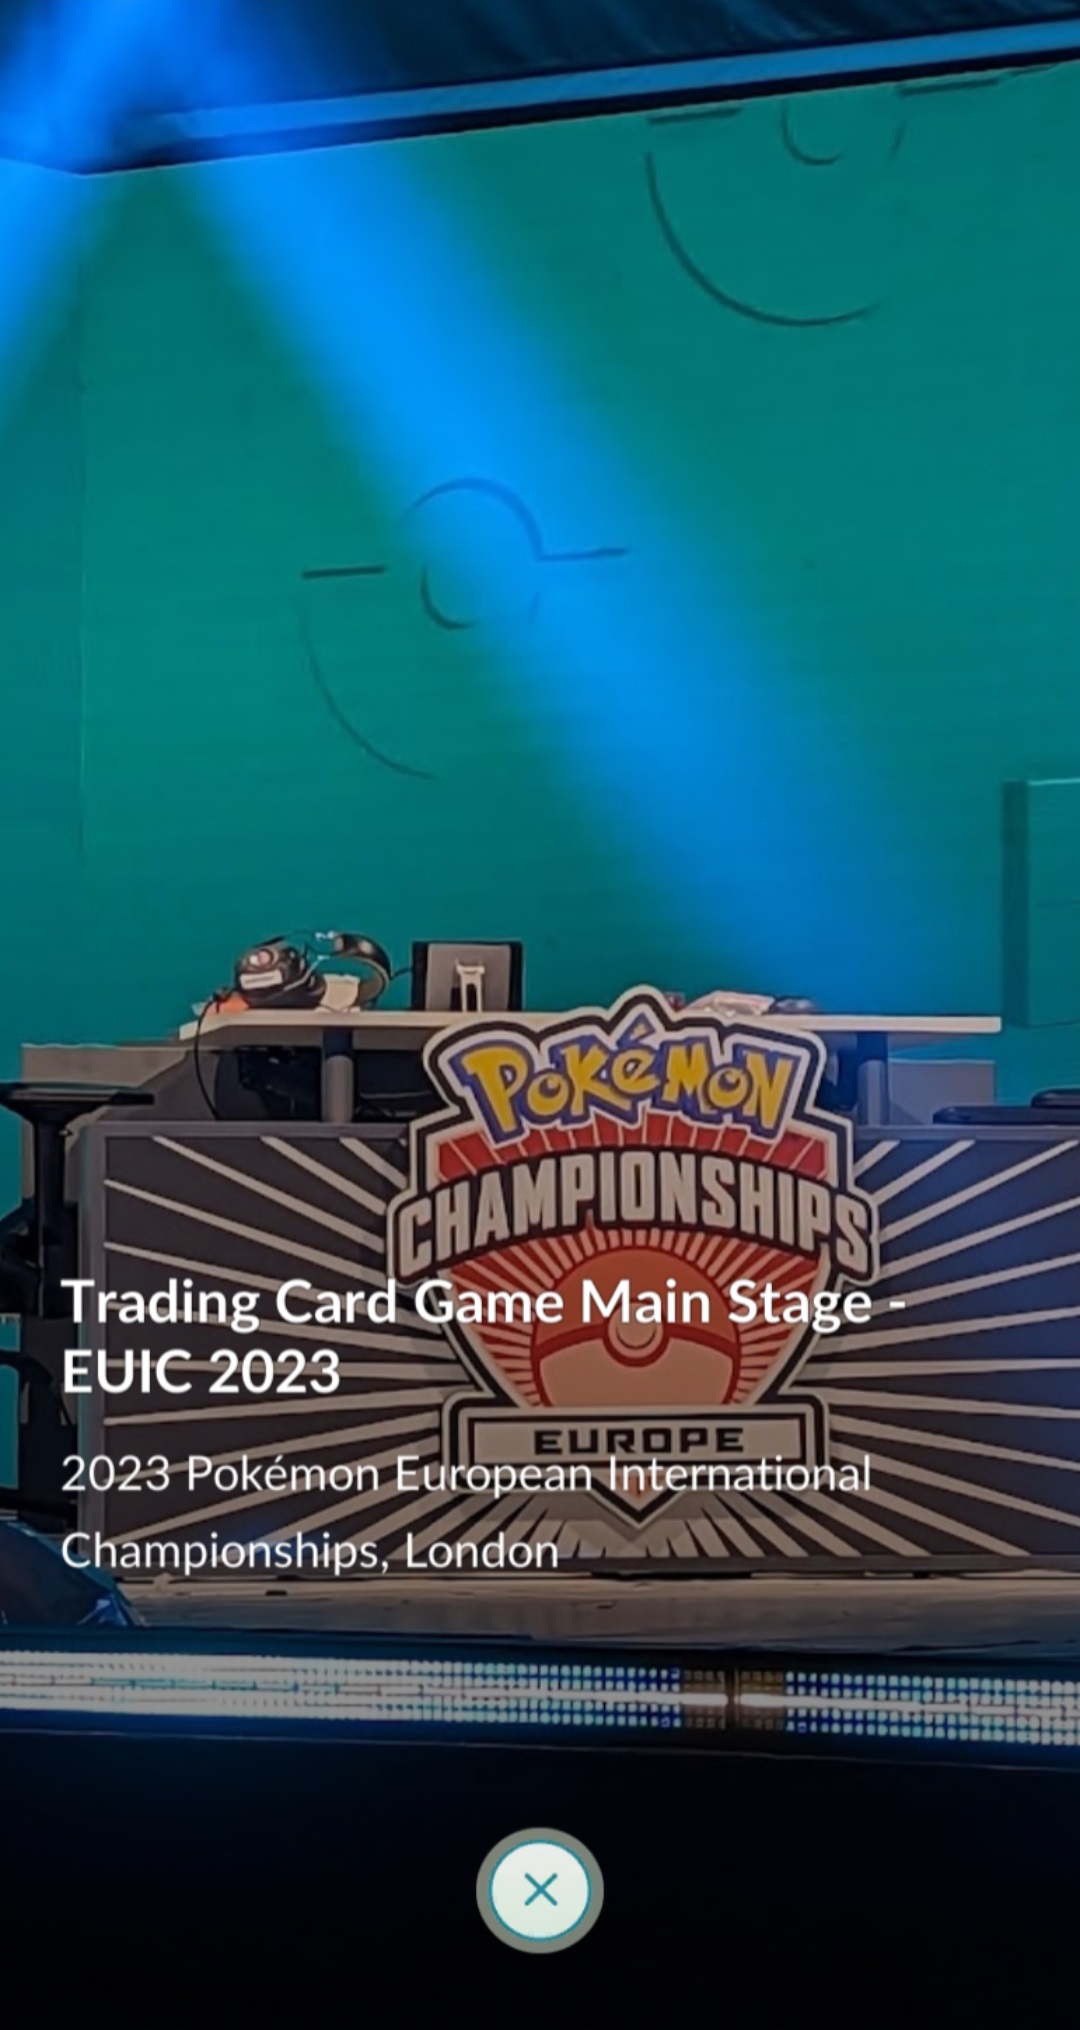 POKéMON
CHAMPIONSHIPS
Trading Card Game Main Stage -
EUIC 2023
EUROPE
2023 Pokémon European International
Championships, London